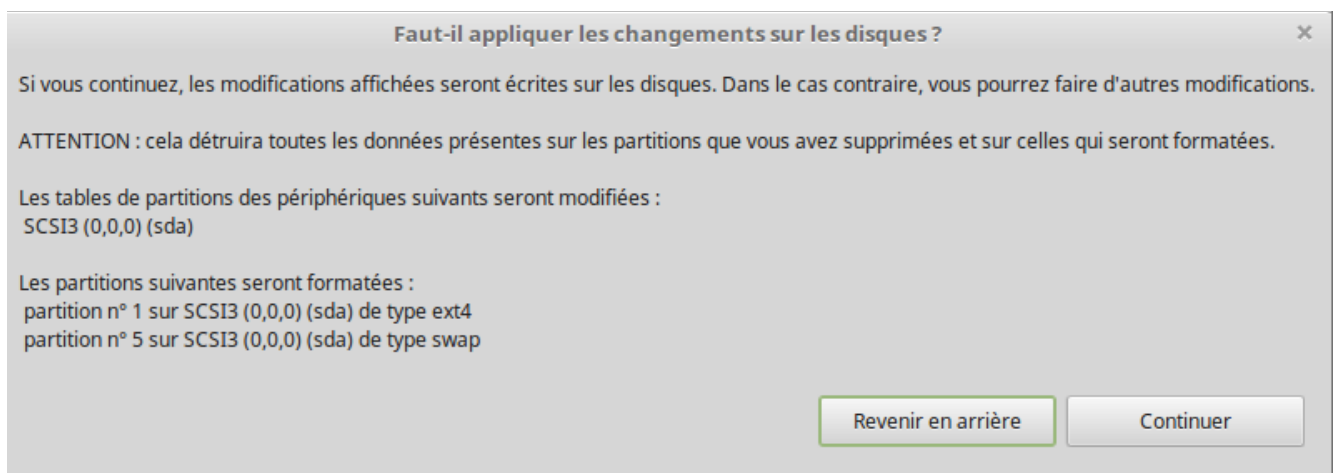 Faut-il appliquer les changements sur les disques ?
Si vous continuez, les modifications affichées seront écrites sur les disques. Dans le cas contraire, vous pourrez faire d'autres modifications.
ATTENTION : cela détruira toutes les données présentes sur les partitions que vous avez supprimées et sur celles qui seront formatées.
Les tables de partitions des périphériques suivants seront modifiées :
SCSI3 (0,0,0) (sda)
Les partitions suivantes seront formatées :
partition n° 1 sur SCSI3 (0,0,0) (sda) de type ext4
partition n° 5 sur SCSI3 (0,0,0) (sda) de type swap
Revenir en arrière
Continuer